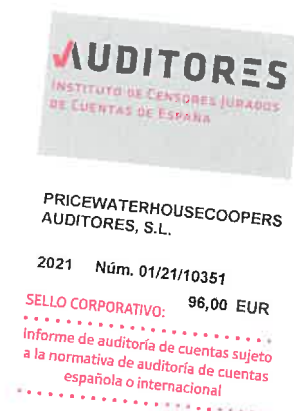 AUDITORES
INSTITUTO DE CENSORES JURADOS
DE CUENTAS DE ESPAÑA
PRICEWATERHOUSECOOPERS
AUDITORES, S.L.
2021 Núm. 01/21/10351
SELLO CORPORATIVO: 96,00 EUR
Informe de auditoría de cuentas sujeto
a la normativa de auditoría de cuentas
española o internacional